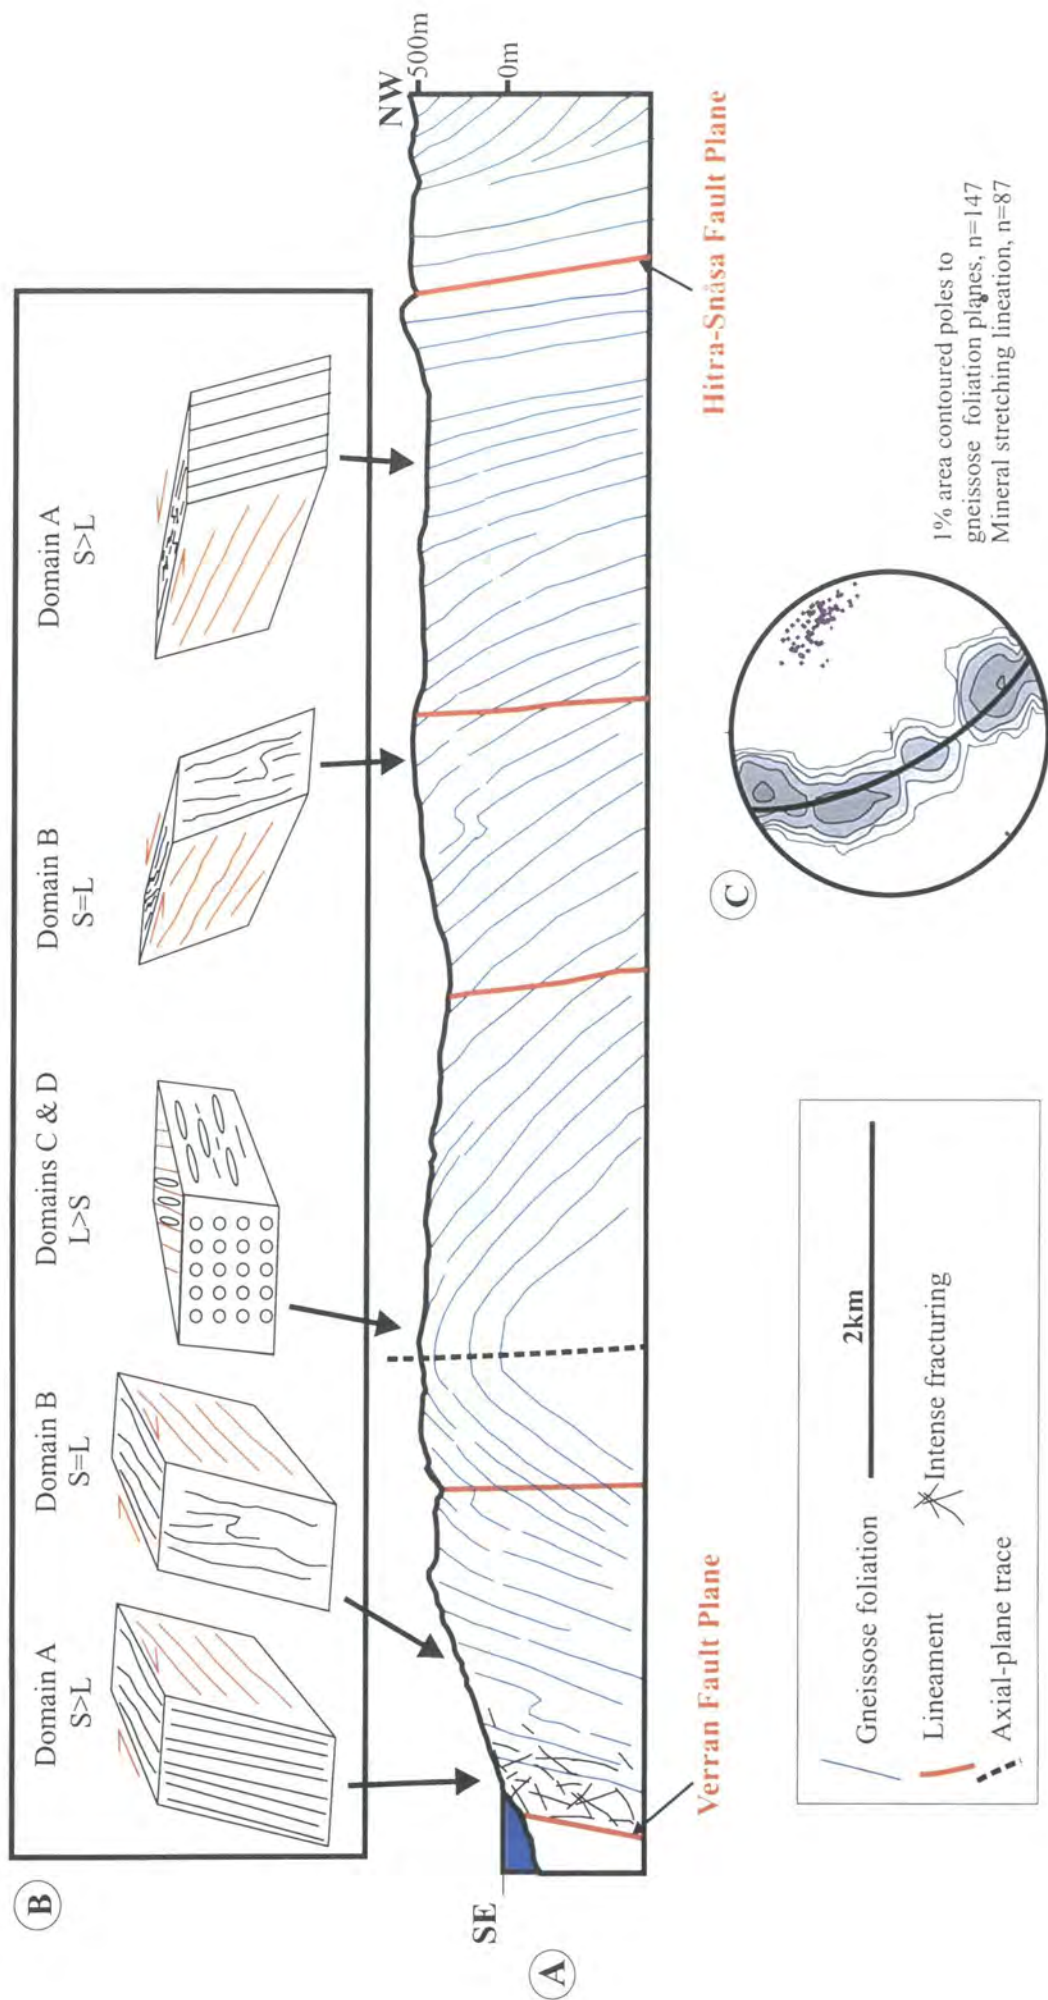 B
Domain A
S>L
Domain B
S=L
Domains C & D
L>S
Domain B
S=L
Domain A
S>L
A
SE
NW
500m
0m
Verran Fault Plane
Hitra-Snåsa Fault Plane
Gneissose foliation
2km
Lineament
Intense fracturing
Axial-plane trace
C
1% area contoured poles to
gneissose foliation planes, n=147
Mineral stretching lineation, n=87